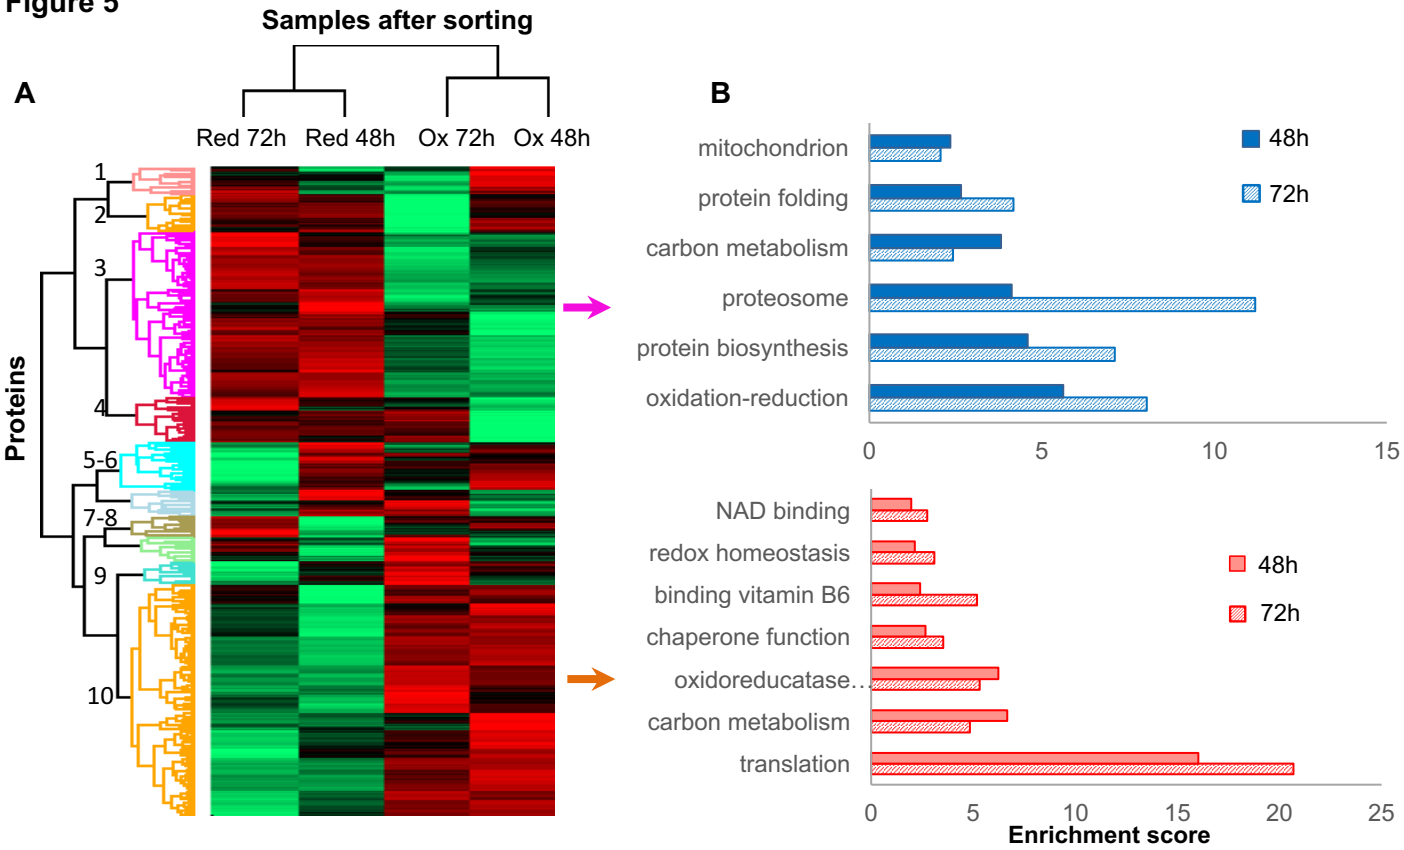 Figure 5
Samples after sorting
A
B
Red 72h Red 48h Ox 72h Ox 48h
Proteins
1
2
3
4
5-6
7-8
9
10
mitochondrion
protein folding
carbon metabolism
proteosome
protein biosynthesis
oxidation-reduction
48h
72h
0 5 10 15
NAD binding
redox homeostasis
binding vitamin B6
chaperone function
oxidoreducatase…
carbon metabolism
translation
48h
72h
0 5 10 15 20 25
Enrichment score